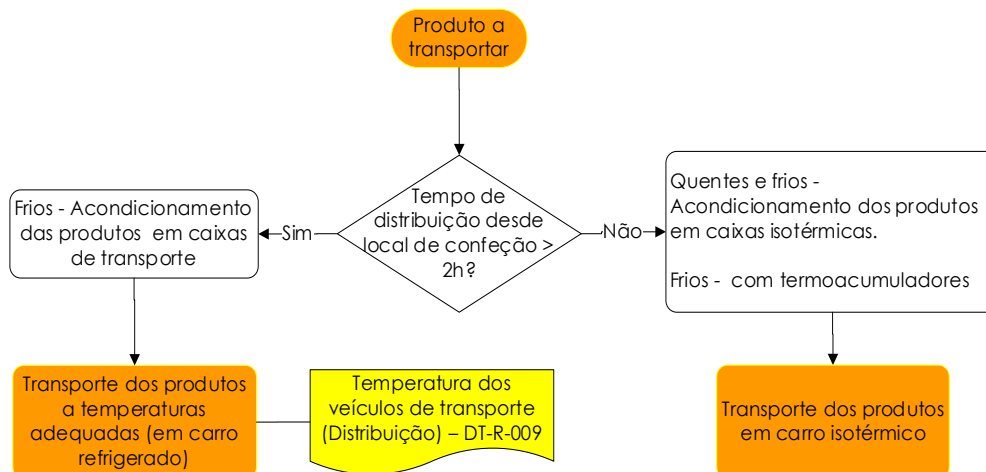 Produto a
transportar
Tempo de
distribuição desde
local de confeção >
2h?
Sim
Não
Frios - Acondicionamento
das produtos em caixas
de transporte
Quentes e frios -
Acondicionamento dos produtos
em caixas isotérmicas.
Frios - com termoacumuladores
Transporte dos produtos
a temperaturas
adequadas (em carro
refrigerado)
Temperatura dos
veículos de transporte
(Distribuição) – DT-R-009
Transporte dos produtos
em carro isotérmico